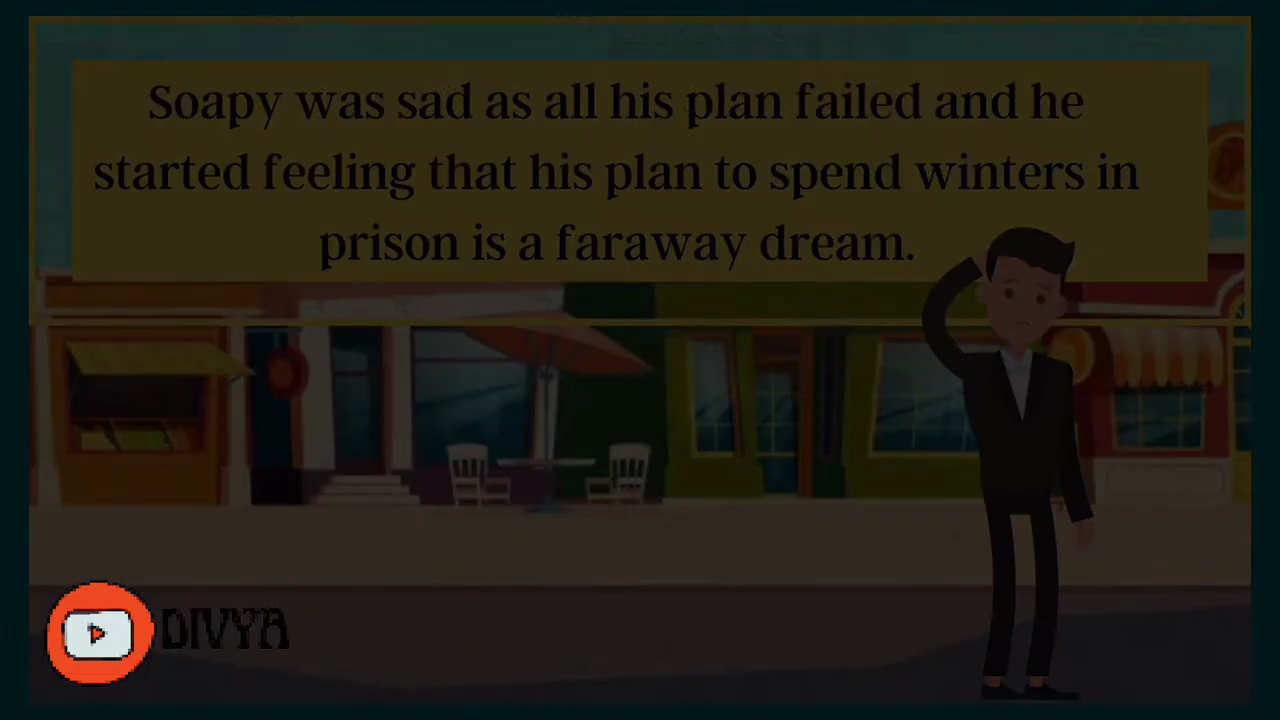 Soapy was sad as all his plan failed and he
started feeling that his plan to spend winters in
prison is a faraway dream.
DIVYA